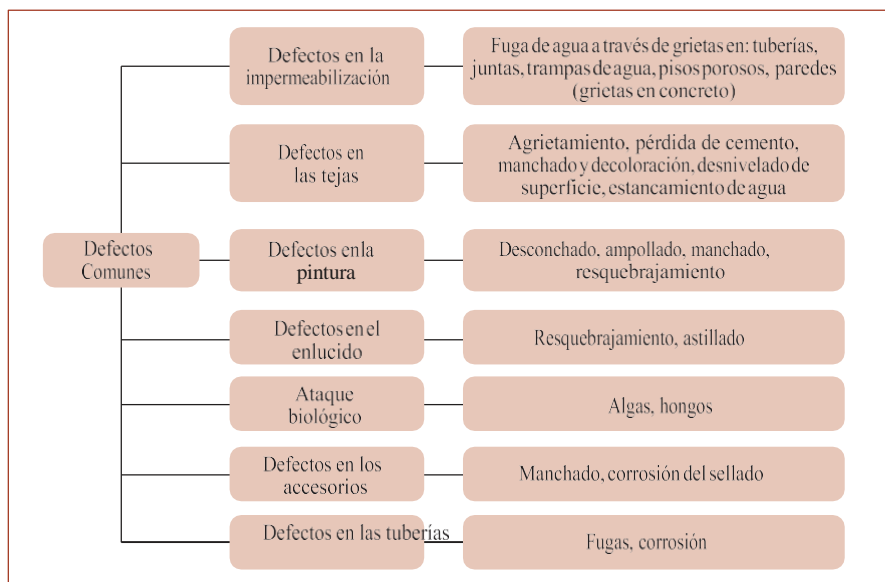 Defectos Comunes
Defectos en la
impermeabilización
Fuga de agua a través de grietas en: tuberías,
juntas, trampas de agua, pisos porosos, paredes
(grietas en concreto)
Defectos en
las tejas
Agrietamiento, pérdida de cemento,
manchado y decoloración, desnivelado de
superficie, estancamiento de agua
Defectos enla
pintura
Desconchado, ampollado, manchado,
resquebrajamiento
Defectos en el
enlucido
Resquebrajamiento, astillado
Ataque
biológico
Algas, hongos
Defectos en los
accesorios
Manchado, corrosión del sellado
Defectos en las tuberías
Fugas, corrosión